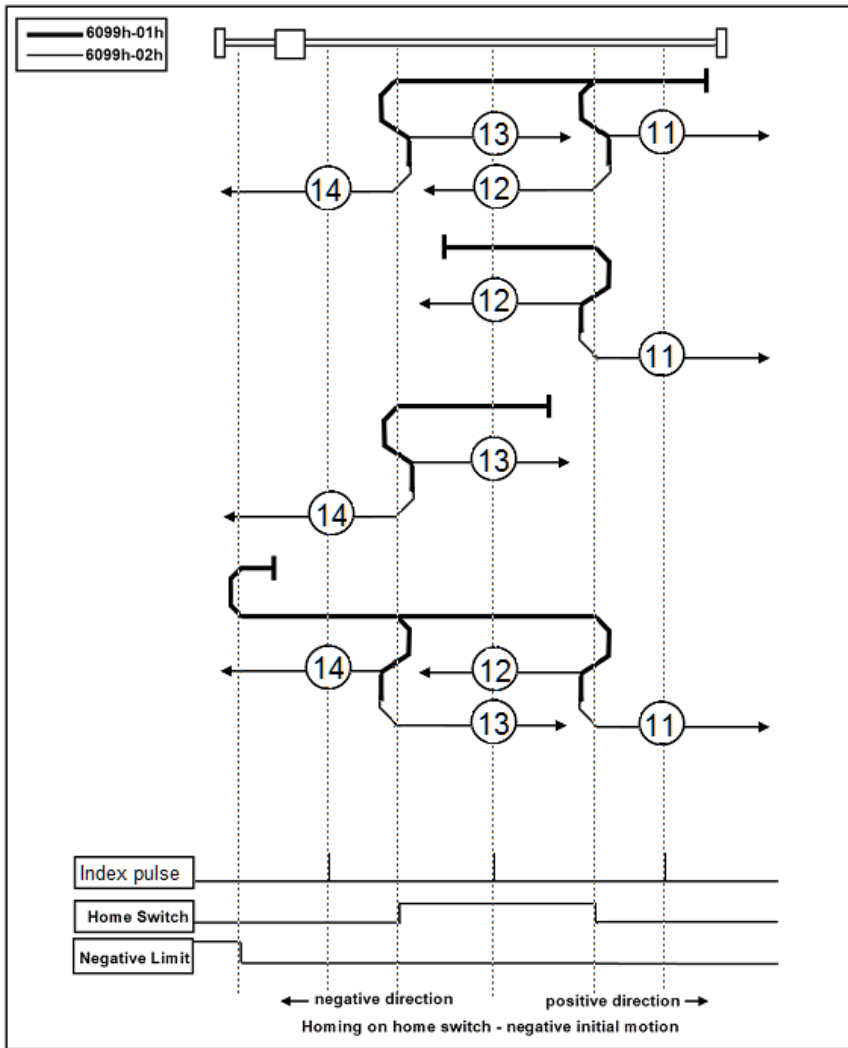 6099h-01h
6099h-02h
13
11
14
12
12
11
13
14
14
12
13
11
Index pulse
Home Switch
Negative Limit
negative direction
positive direction
Homing on home switch - negative initial motion